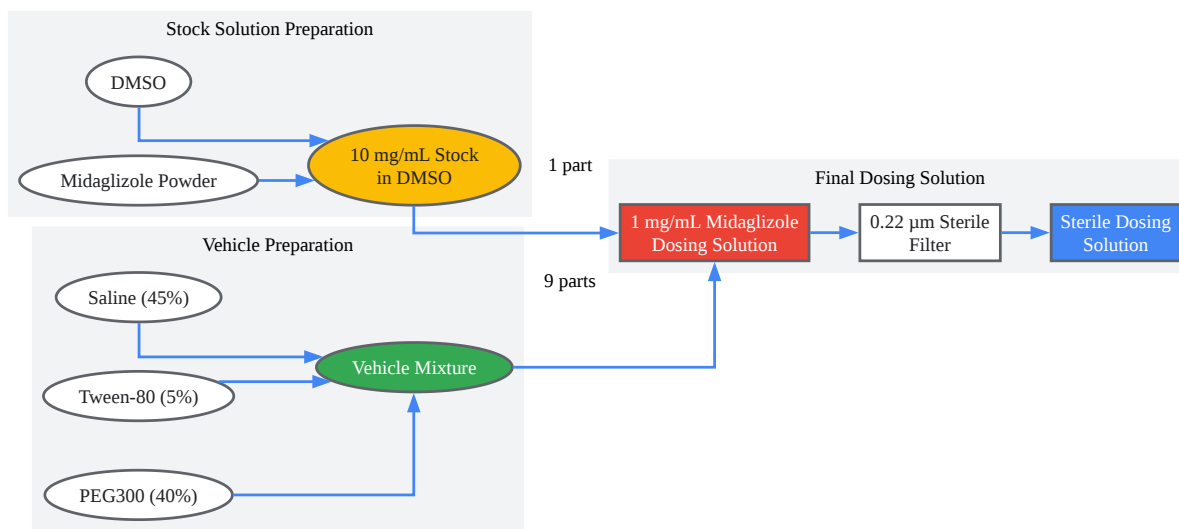 Stock Solution Preparation
DMSO
Midaglizole Powder
10 mg/mL Stock
in DMSO
1 part
Vehicle Preparation
Saline (45%)
Tween-80 (5%)
PEG300 (40%)
Vehicle Mixture
9 parts
Final Dosing Solution
1 mg/mL Midaglizole
Dosing Solution
0.22 µm Sterile
Filter
Sterile Dosing
Solution